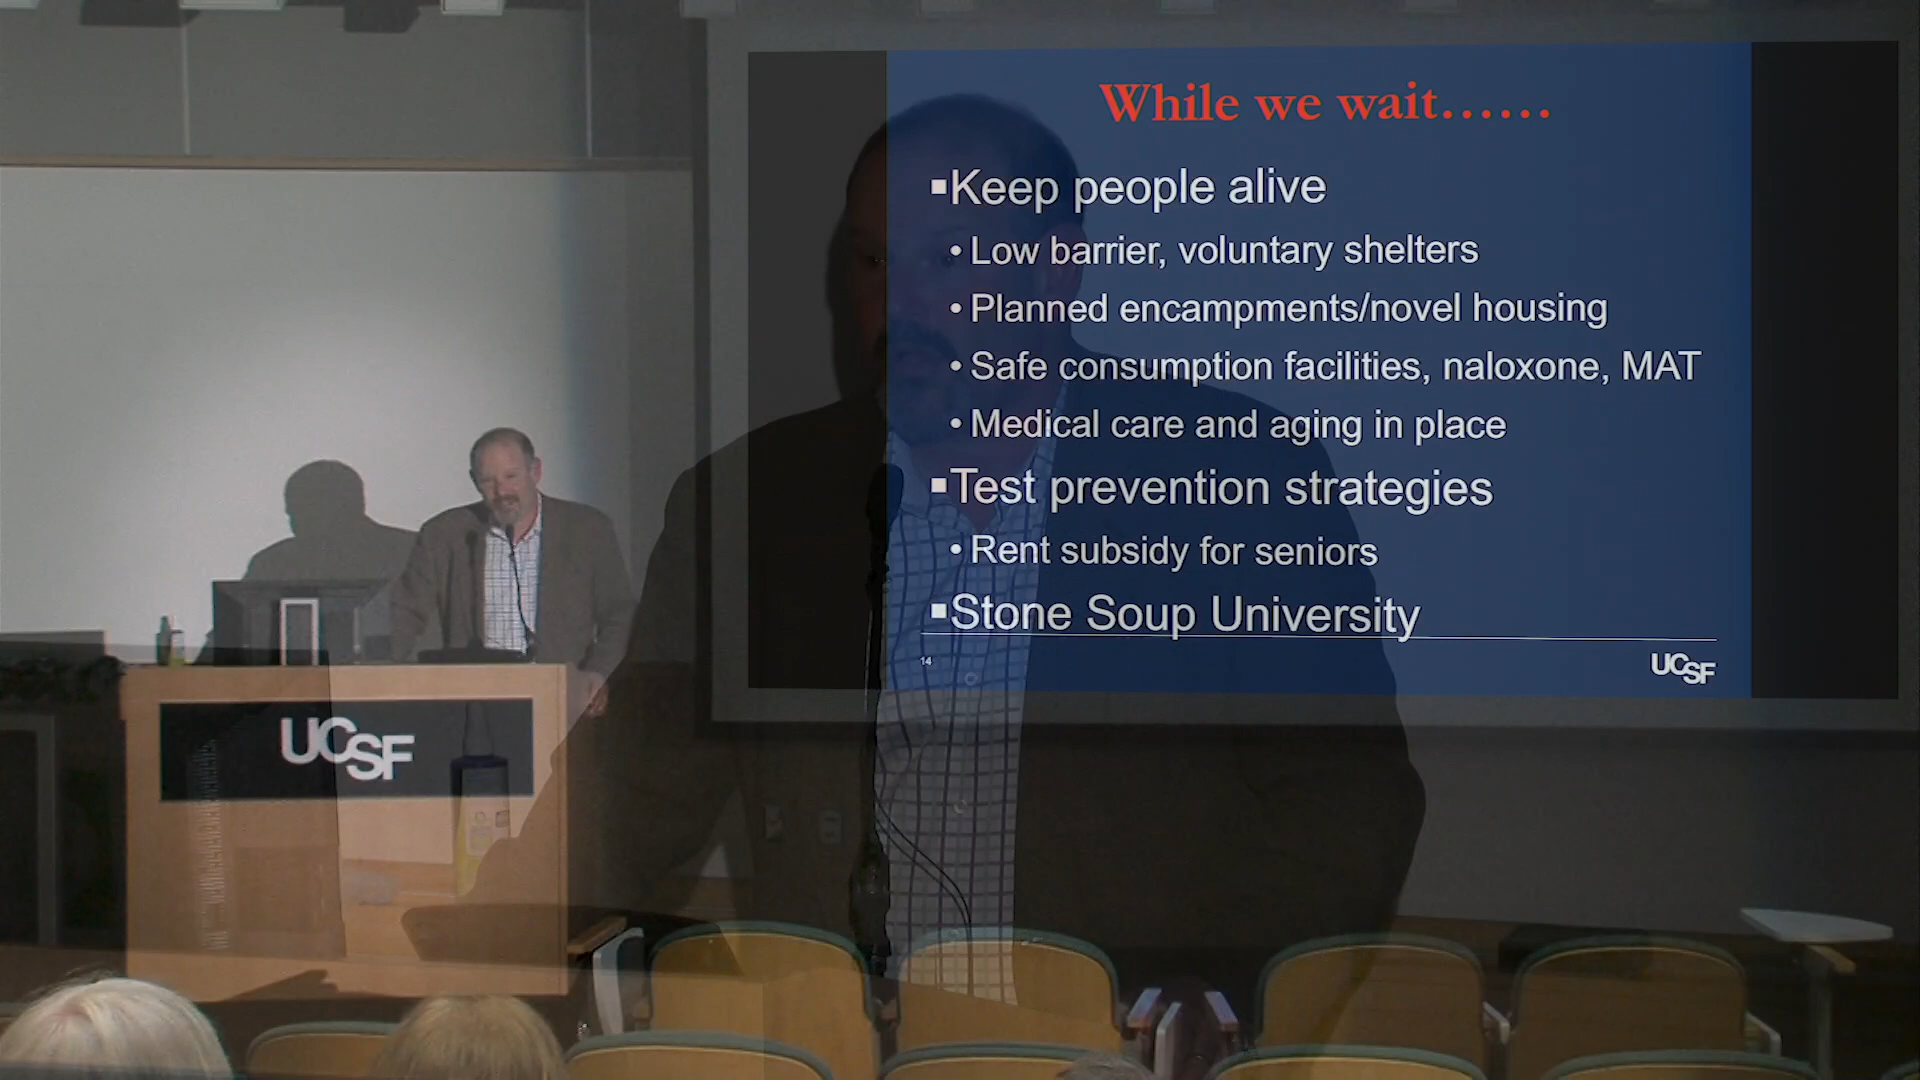 While we wait......
▪Keep people alive
•Low barrier, voluntary shelters
•Planned encampments/novel housing
•Safe consumption facilities, naloxone, MAT
•Medical care and aging in place
▪Test prevention strategies
•Rent subsidy for seniors
▪Stone Soup University
14
UCSF
UCSF